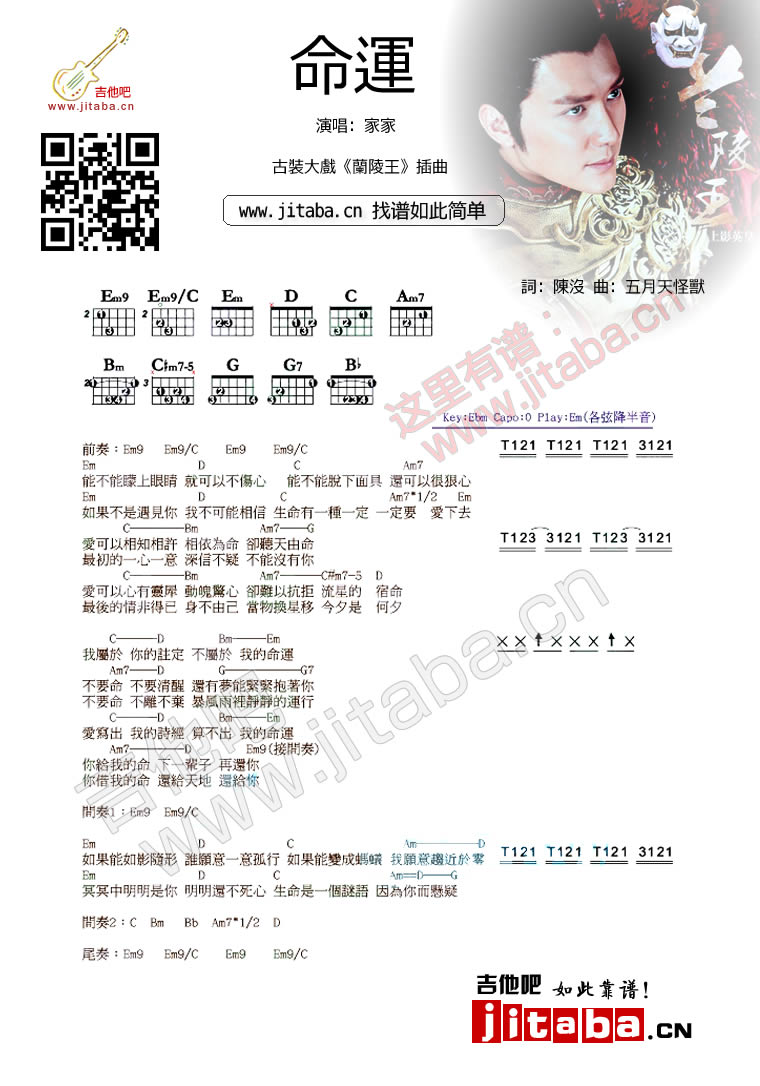 吉他吧
www.jitaba.cn
命運
演唱：家家
古裝大戲《蘭陵王》插曲
www.jitaba.cn 找谱如此简单
兰陵王
上影英皇
詞：陳沒 曲：五月天怪獸
Em9 Em9/C Em D C Am7
2 2
Bm C#m7-5 G G7 Bb
2 3
这里有谱：
www.jitaba.cn
Key:Ebm Capo:0 Play:Em(各弦降半音)
前奏：Em9 Em9/C Em9 Em9/C
T121 T121 T121 3121
Em D C Am7
能不能矇上眼睛 就可以不傷心 能不能脫下面具 還可以很狠心
Em D C Am7*1/2 Em
如果不是遇見你 我不可能相信 生命有一種一定 一定要 愛下去
C————Bm Am7——G
T123 3121 T123 3121
愛可以相知相許 相依為命 卻聽天由命
最初的一心一意 深信不疑 不能沒有你
C————Bm Am7————C#m7-5 D
愛可以心有靈犀 動魄驚心 卻難以抗拒 流星的 宿命
最後的情非得已 身不由己 當物換星移 今夕是 何夕
C————D Bm———Em
××↑×××↑×
我屬於 你的註定 不屬於 我的命運
Am7———D G————————G7
不要命 不要清醒 還有夢能緊緊抱著你
不要命 不離不棄 暴風雨裡靜靜的運行
C————D Bm———Em
愛寫出 我的詩經 算不出 我的命運
Am7————————D Em9(接間奏)
你給我的命 下一輩子 再還你
你借我的命 還給天地 還給你
吉他吧
www.jitaba.cn
間奏1：Em9 Em9/C
Em D C Am————————D
如果能如影隨形 誰願意一意孤行 如果能變成螞蟻 我願意趨近於零
T121 T121 T121 3121
Em D C Am==D———G
冥冥中明明是你 明明還不死心 生命是一個謎語 因為你而懸疑
間奏2：C Bm Bb Am7*1/2 D
尾奏：Em9 Em9/C Em9 Em9/C
吉他吧 如此靠谱!
jitaba.CN